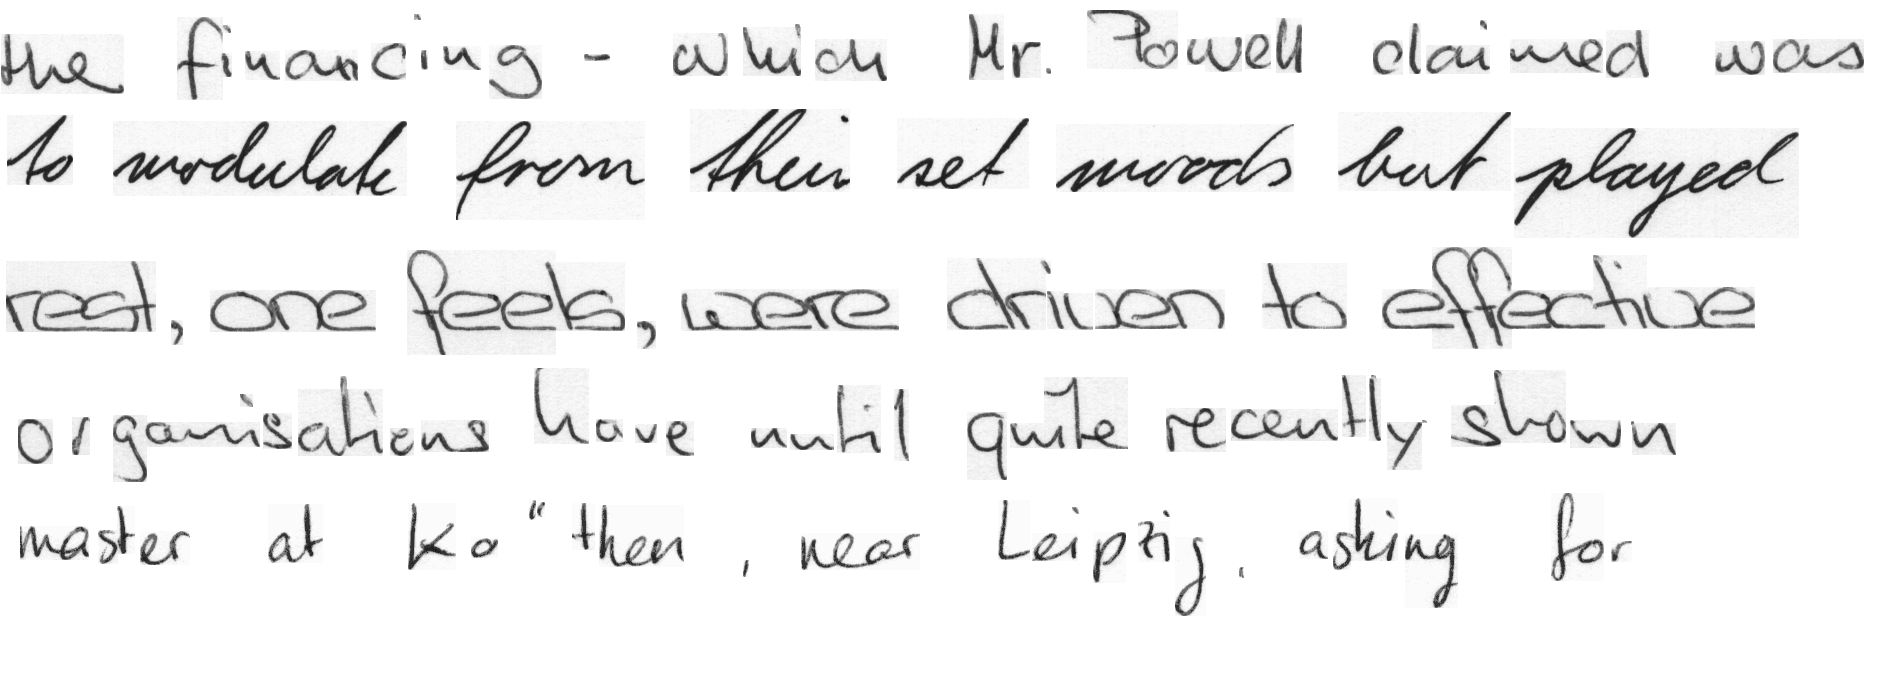 the financing - which Mr. Powell claimed was
to modulate from their set moods but played
rest, one feels, were driven to effective
organisations have until quite recently shown
master at Ko"then, near Leipzig, asking for